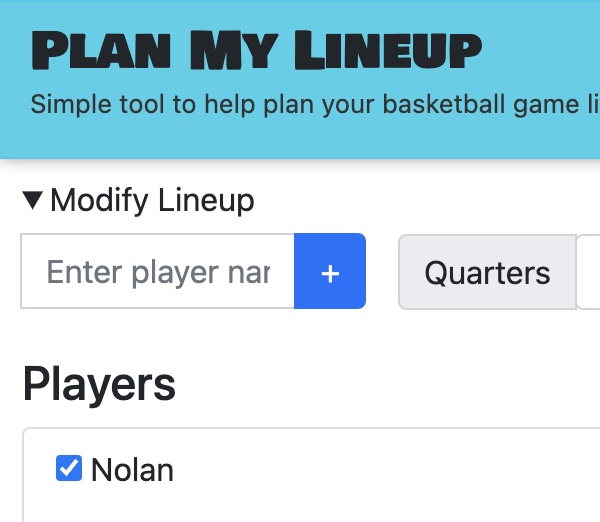 PLAN MY LINEUP
Simple tool to help plan your basketball game li
▼ Modify Lineup
Enter player nar + Quarters
Players
Nolan